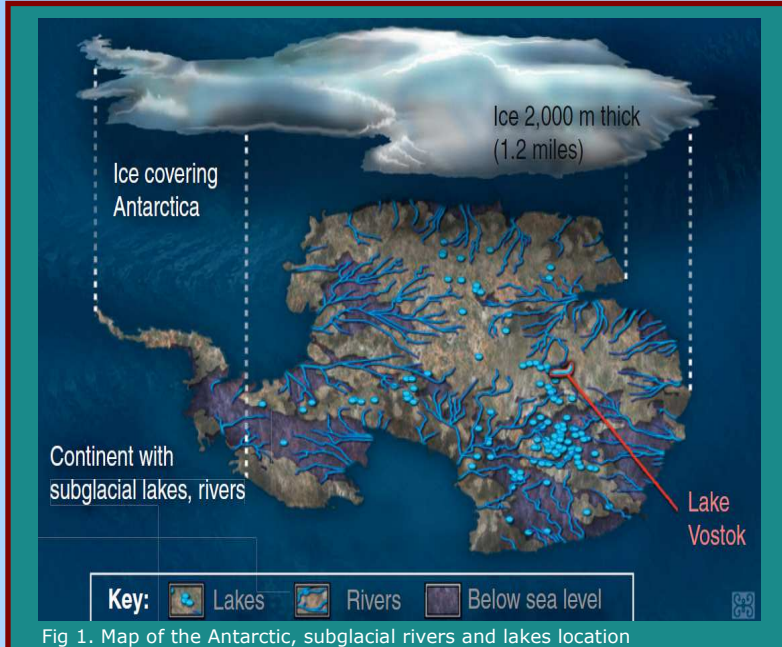 Ice 2,000 m thick
(1.2 miles)
Ice covering
Antarctica
Continent with
subglacial lakes, rivers
Lake
Vostok
Key: Lakes Rivers Below sea level
Fig 1. Map of the Antarctic, subglacial rivers and lakes location